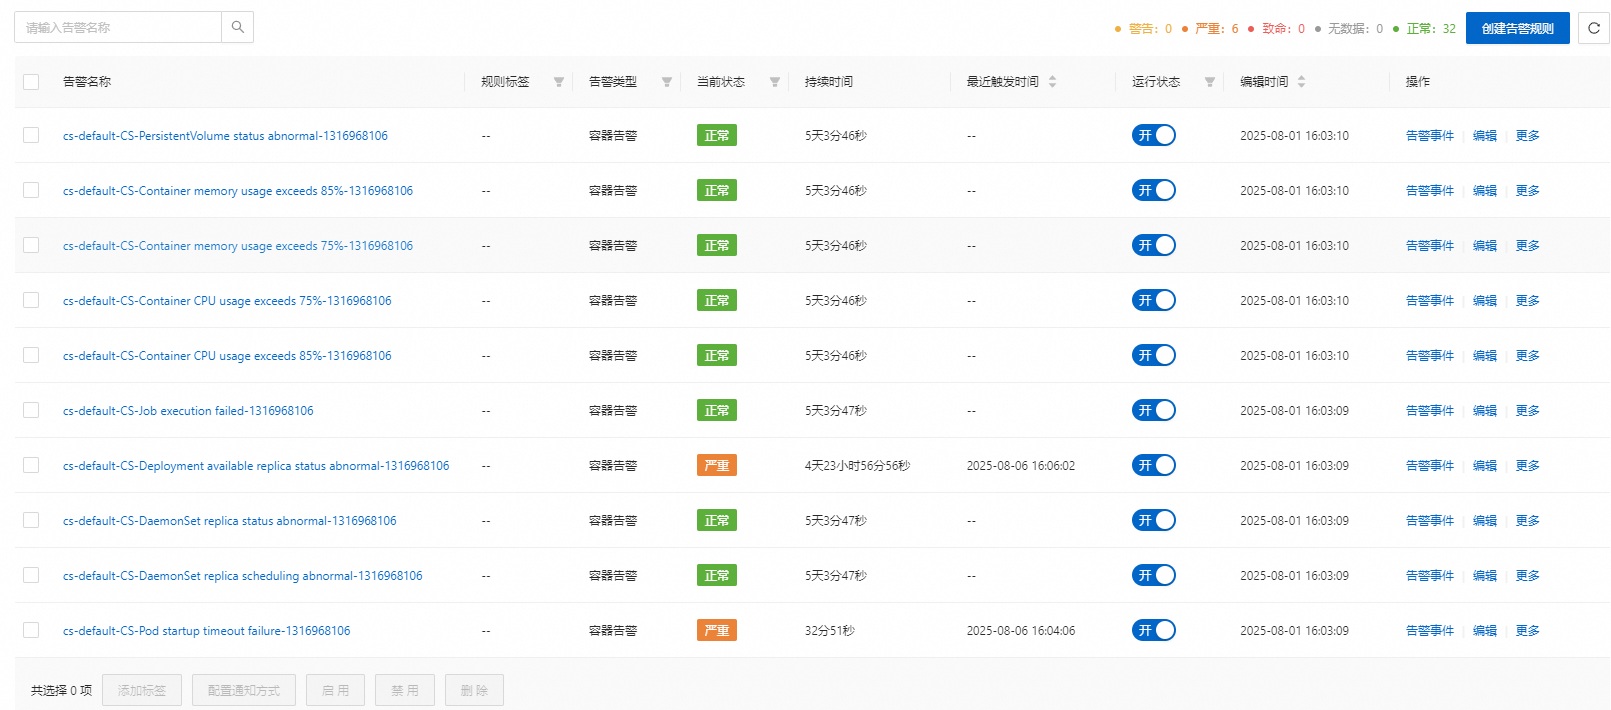 请输入告警名称
警告: 0 严重: 6 致命: 0 无数据: 0 正常: 32 创建告警规则
告警名称 规则标签 告警类型 当前状态 持续时间 最近触发时间 运行状态 编辑时间 操作
cs-default-CS-PersistentVolume status abnormal-1316968106 -- 容器告警 正常 5天3分46秒 -- 开 2025-08-01 16:03:10 告警事件 编辑 更多
cs-default-CS-Container memory usage exceeds 85%-1316968106 -- 容器告警 正常 5天3分46秒 -- 开 2025-08-01 16:03:10 告警事件 编辑 更多
cs-default-CS-Container memory usage exceeds 75%-1316968106 -- 容器告警 正常 5天3分46秒 -- 开 2025-08-01 16:03:10 告警事件 编辑 更多
cs-default-CS-Container CPU usage exceeds 75%-1316968106 -- 容器告警 正常 5天3分46秒 -- 开 2025-08-01 16:03:10 告警事件 编辑 更多
cs-default-CS-Container CPU usage exceeds 85%-1316968106 -- 容器告警 正常 5天3分46秒 -- 开 2025-08-01 16:03:10 告警事件 编辑 更多
cs-default-CS-Job execution failed-1316968106 -- 容器告警 正常 5天3分47秒 -- 开 2025-08-01 16:03:09 告警事件 编辑 更多
cs-default-CS-Deployment available replica status abnormal-1316968106 -- 容器告警 严重 4天23小时56分56秒 2025-08-06 16:06:02 开 2025-08-01 16:03:09 告警事件 编辑 更多
cs-default-CS-DaemonSet replica status abnormal-1316968106 -- 容器告警 正常 5天3分47秒 -- 开 2025-08-01 16:03:09 告警事件 编辑 更多
cs-default-CS-DaemonSet replica scheduling abnormal-1316968106 -- 容器告警 正常 5天3分47秒 -- 开 2025-08-01 16:03:09 告警事件 编辑 更多
cs-default-CS-Pod startup timeout failure-1316968106 -- 容器告警 严重 32分51秒 2025-08-06 16:04:06 开 2025-08-01 16:03:09 告警事件 编辑 更多
共选择 0 项 添加标签 配置通知方式 启 用 禁 用 删 除